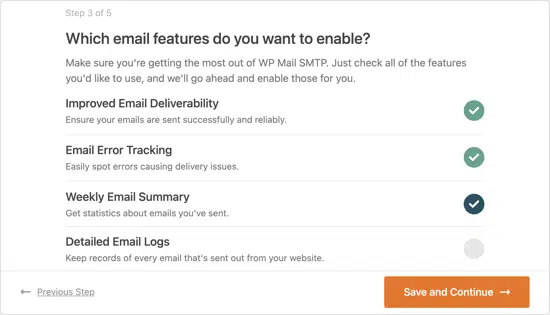 Step 3 of 5
Which email features do you want to enable?
Make sure you're getting the most out of WP Mail SMTP. Just check all of the features
you'd like to use, and we'll go ahead and enable those for you.
Improved Email Deliverability
Ensure your emails are sent successfully and reliably.
Email Error Tracking
Easily spot errors causing delivery issues.
Weekly Email Summary
Get statistics about emails you've sent.
Detailed Email Logs
Keep records of every email that's sent out from your website.
← Previous Step
Save and Continue →